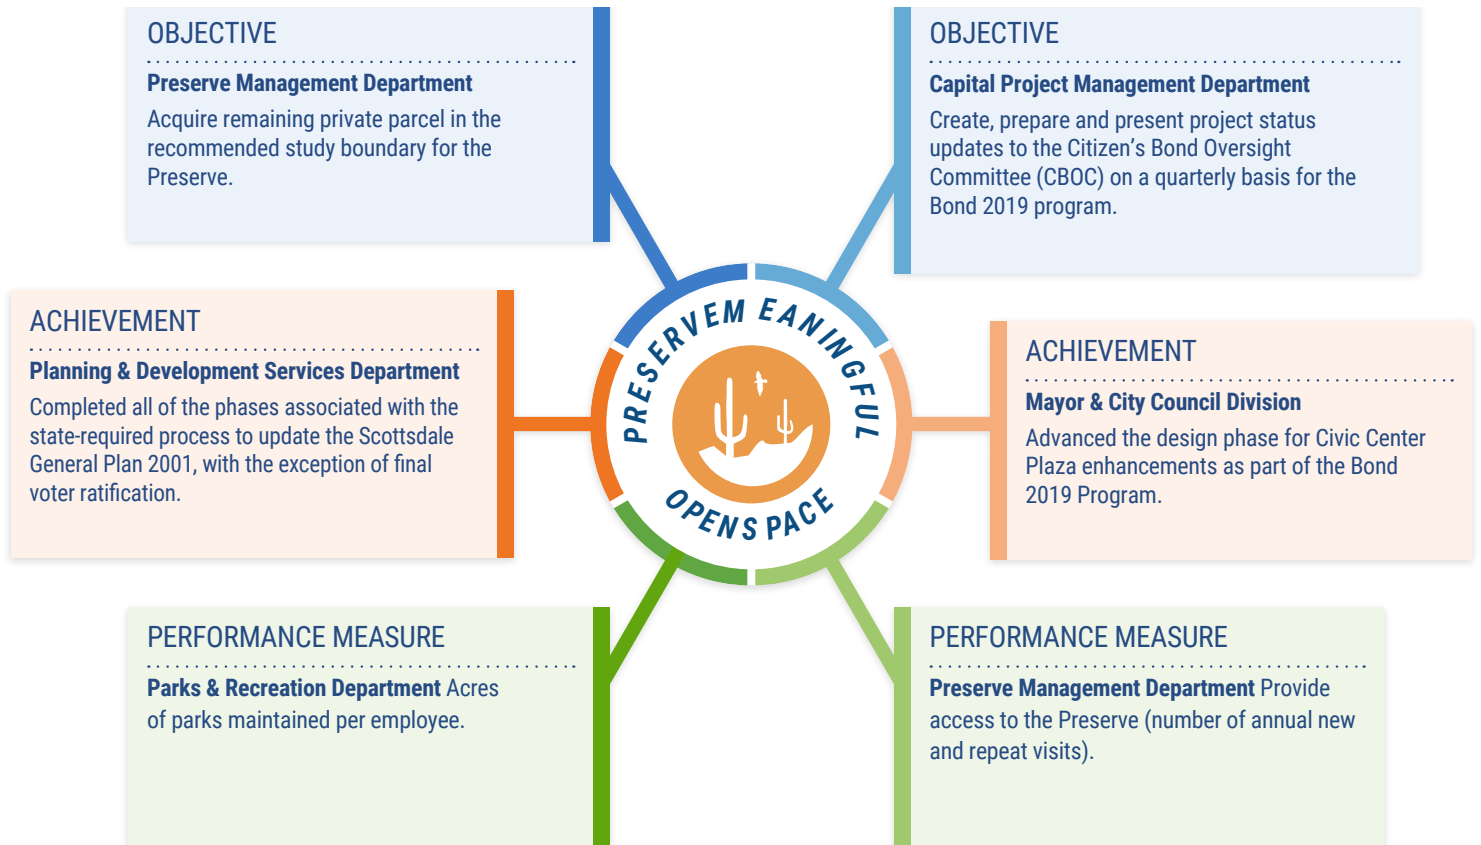 OBJECTIVE
Preserve Management Department
Acquire remaining private parcel in the
recommended study boundary for the
Preserve.
OBJECTIVE
Capital Project Management Department
Create, prepare and present project status
updates to the Citizen's Bond Oversight
Committee (CBOC) on a quarterly basis for the
Bond 2019 program.
ACHIEVEMENT
Planning & Development Services Department
Completed all of the phases associated with the
state-required process to update the Scottsdale
General Plan 2001, with the exception of final
voter ratification.
PRESERVEM EANINGFUL
OPENS PACE
ACHIEVEMENT
Mayor & City Council Division
Advanced the design phase for Civic Center
Plaza enhancements as part of the Bond
2019 Program.
PERFORMANCE MEASURE
Parks & Recreation Department Acres
of parks maintained per employee.
PERFORMANCE MEASURE
Preserve Management Department Provide
access to the Preserve (number of annual new
and repeat visits).